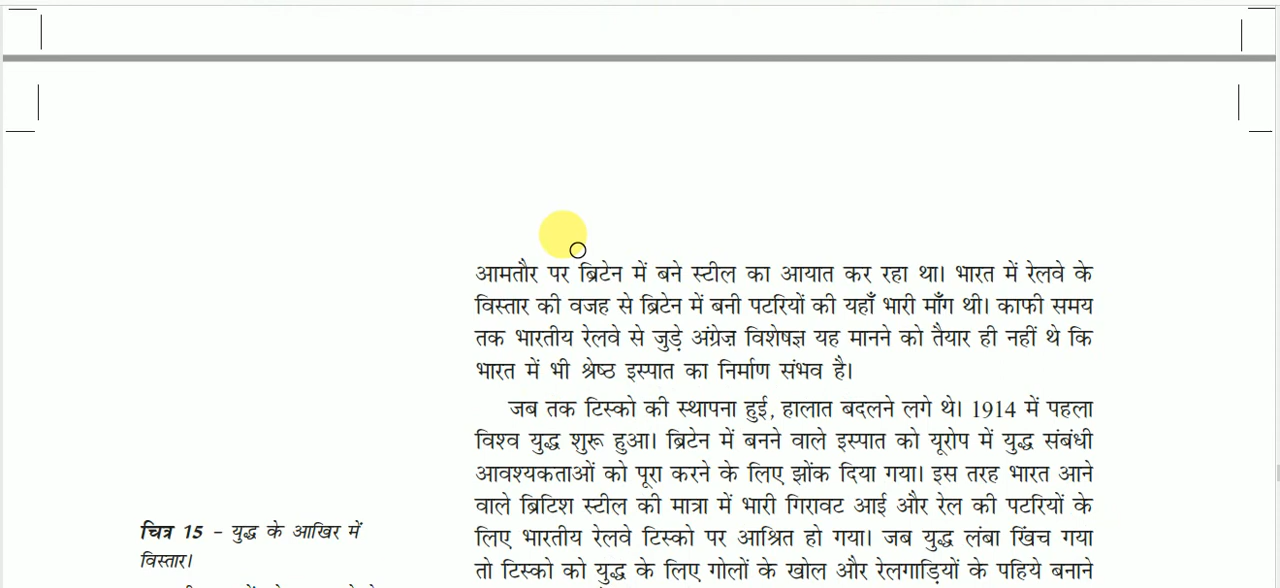 आमतौर पर ब्रिटेन में बने स्टील का आयात कर रहा था। भारत में रेलवे के
विस्तार की वजह से ब्रिटेन में बनी पटरियों की यहाँ भारी माँग थी। काफी समय
तक भारतीय रेलवे से जुड़े अंग्रेज़ विशेषज्ञ यह मानने को तैयार ही नहीं थे कि
भारत में भी श्रेष्ठ इस्पात का निर्माण संभव है।
जब तक टिस्को की स्थापना हुई, हालात बदलने लगे थे। 1914 में पहला
विश्व युद्ध शुरू हुआ। ब्रिटेन में बनने वाले इस्पात को यूरोप में युद्ध संबंधी
आवश्यकताओं को पूरा करने के लिए झोंक दिया गया। इस तरह भारत आने
वाले ब्रिटिश स्टील की मात्रा में भारी गिरावट आई और रेल की पटरियों के
लिए भारतीय रेलवे टिस्को पर आश्रित हो गया। जब युद्ध लंबा खिंच गया
तो टिस्को को युद्ध के लिए गोलों के खोल और रेलगाड़ियों के पहिये बनाने
चित्र 15 - युद्ध के आखिर में
विस्तार।